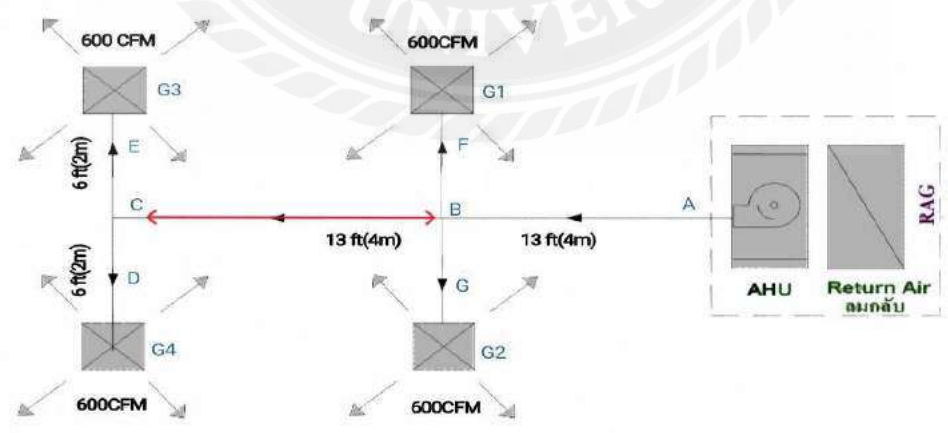 UNIVER
600 CFM
600CFM
G3
G1
6 ft(2m)
E
F
C
B
A
13 ft(4m)
13 ft(4m)
RAG
6 ft(2m)
D
G
AHU
Return Air
ลมกลับ
G4
G2
600CFM
600CFM